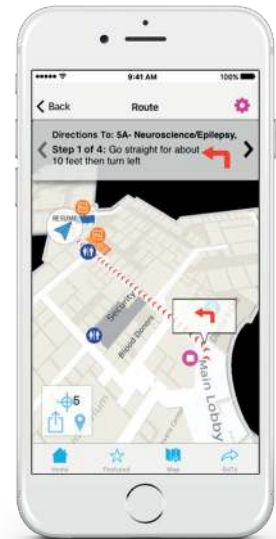 9:41 AM
100%
Back
Route
Directions To: 5A- Neuroscience/Epilepsy,
Step 1 of 4: Go straight for about
10 feet then turn left
RESUME
Security
Blood Donors
Main Lobby
5
Home
Featured
Map
GoTo